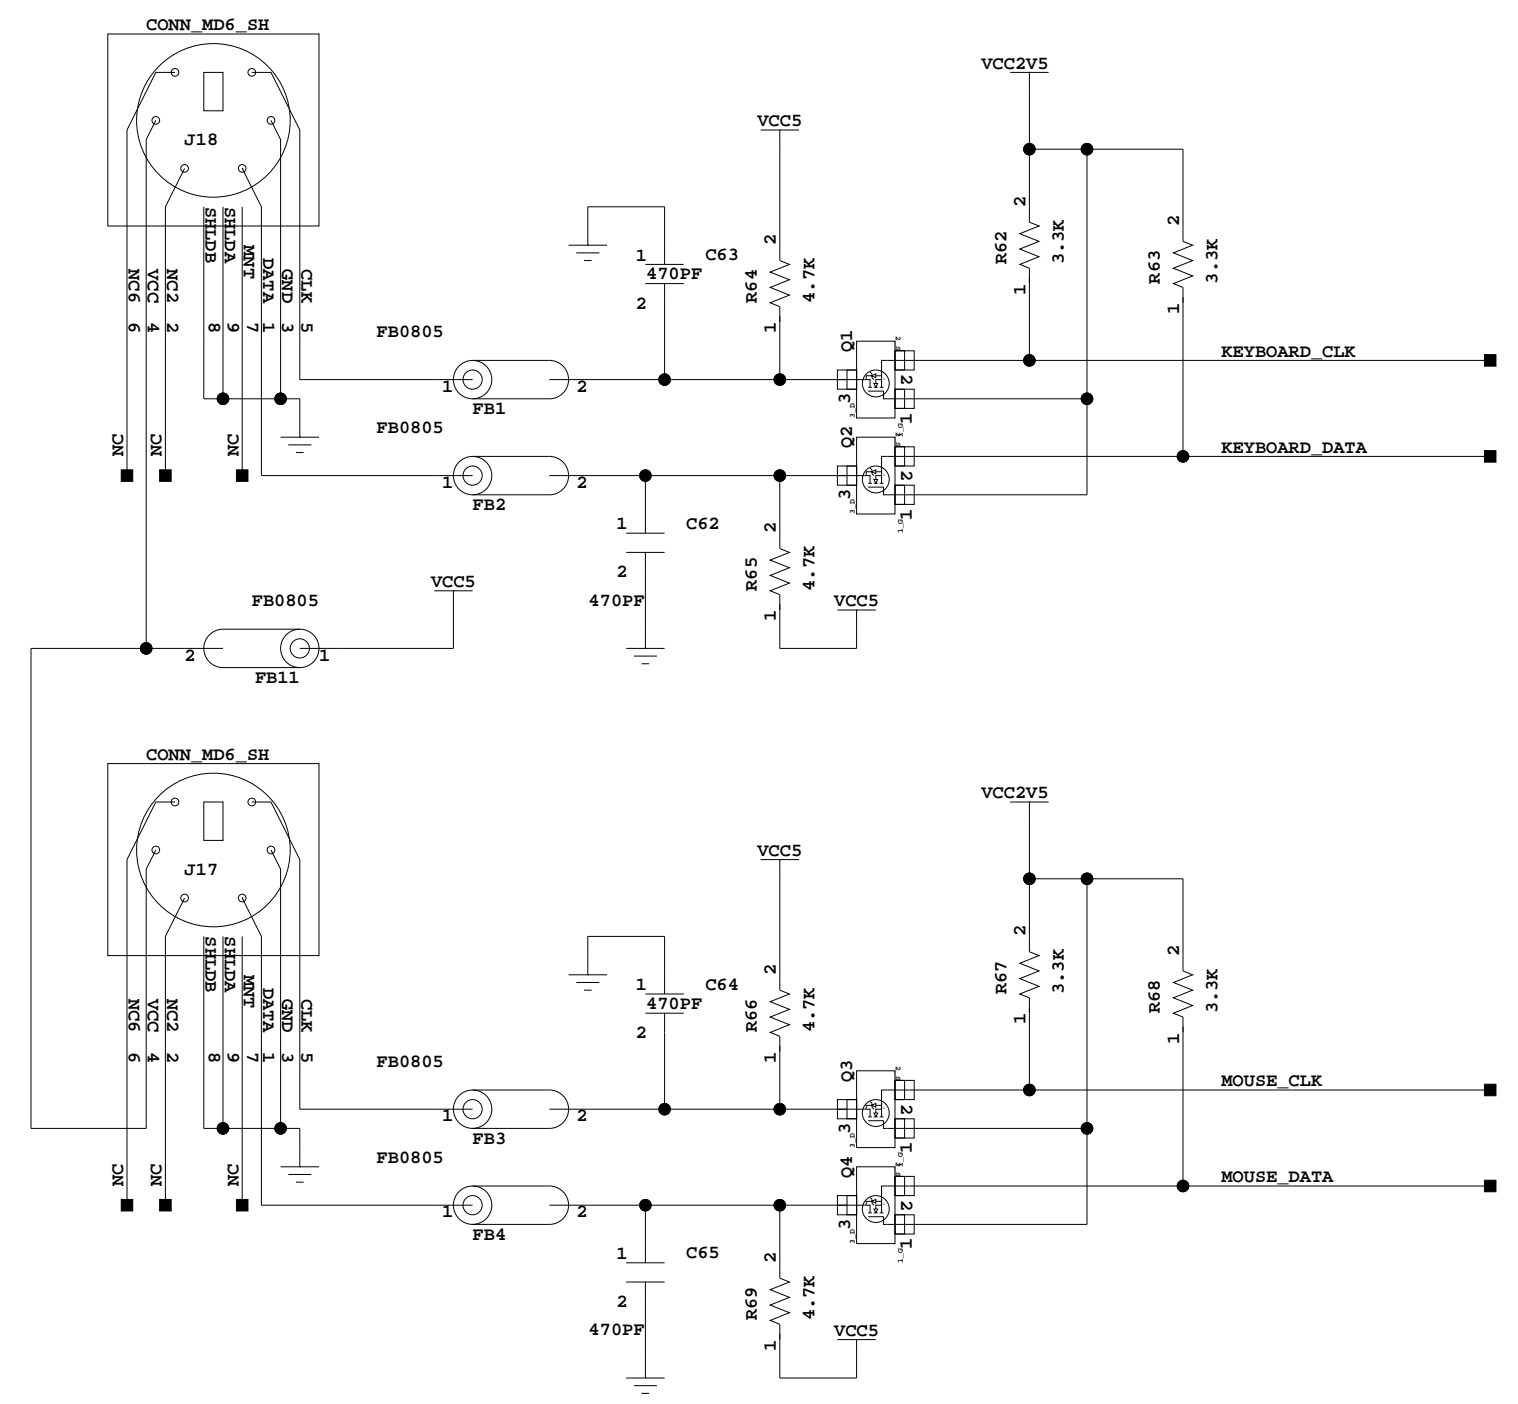 CONN_MD6_SH
J18
SHLDB
SHLDA
MNT
DATA
GND
CLK
NC6
VCC
NC2
6
4
2
8
9
7
1
3
5
NC
NC
NC
FB0805
1
2
FB1
FB0805
1
2
FB2
1
C63
470PF
2
1
C62
2
470PF
VCC5
2
R64
4.7K
1
2
R65
4.7K
1
VCC5
VCC2V5
2
R62
3.3K
1
2
R63
3.3K
1
Q1
3
2
1
Q2
3
2
1
KEYBOARD_CLK
KEYBOARD_DATA
VCC5
FB0805
2
1
FB11
CONN_MD6_SH
J17
SHLDB
SHLDA
MNT
DATA
GND
CLK
NC6
VCC
NC2
6
4
2
8
9
7
1
3
5
NC
NC
NC
FB0805
1
2
FB3
FB0805
1
2
FB4
1
C64
470PF
2
1
C65
2
470PF
VCC5
2
R66
4.7K
1
2
R69
4.7K
1
VCC5
VCC2V5
2
R67
3.3K
1
2
R68
3.3K
1
Q3
3
2
1
Q4
3
2
1
MOUSE_CLK
MOUSE_DATA